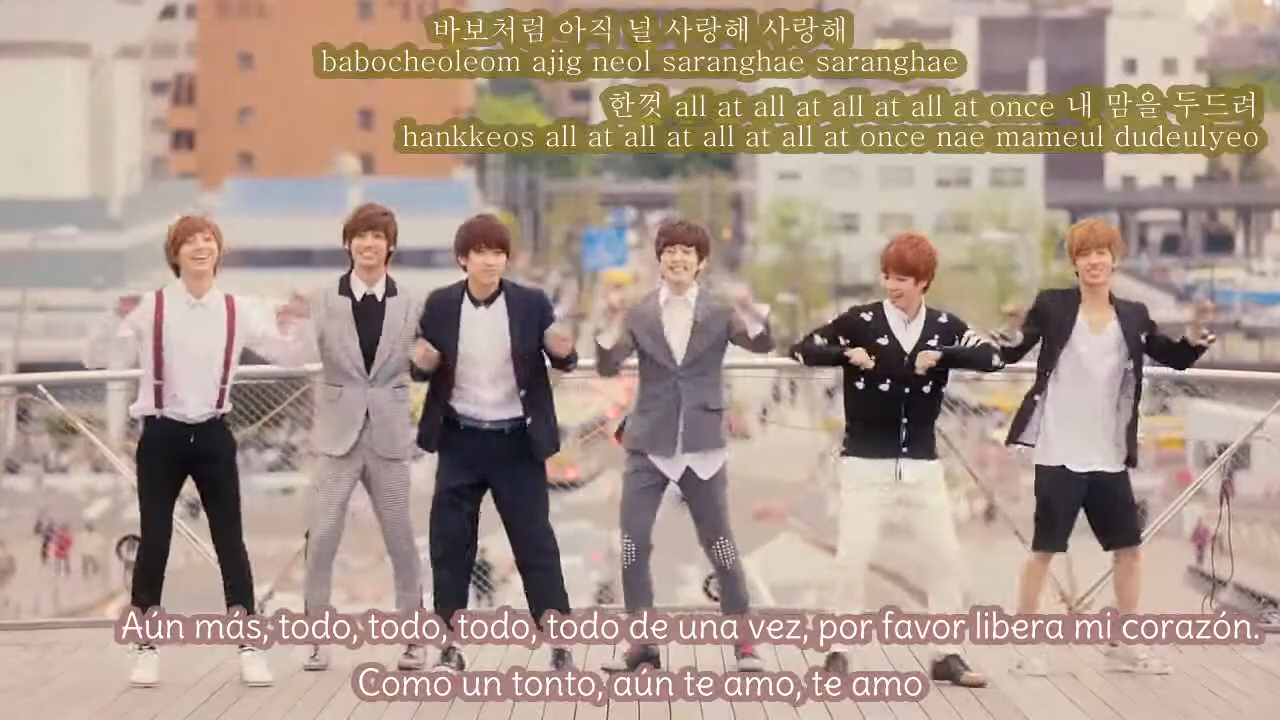 바보처럼 아직 널 사랑해 사랑해
babocheoleom ajig neol saranghae saranghae
한껏 all at all at all at all at once 내 맘을 두드려
hankkeos all at all at all at all at once nae mameul dudeulyeo
Aún más, todo, todo, todo, todo de una vez, por favor libera mi corazón.
Como un tonto, aún te amo, te amo